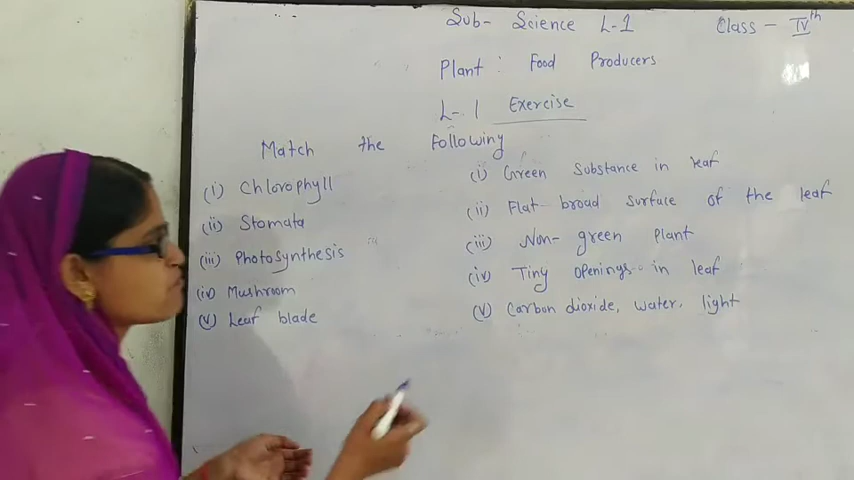 Sub- Science L-1 Class - IVth
Plant : Food Producers
L-1 Exercise
Match the Following
(i) Chlorophyll (i) Green Substance in leaf
(ii) Stomata (ii) Flat broad surface of the leaf
(iii) Photosynthesis (iii) Non-green plant
(iv) Mushroom (iv) Tiny openings in leaf
(v) Leaf blade (v) Carbon dioxide, water, light